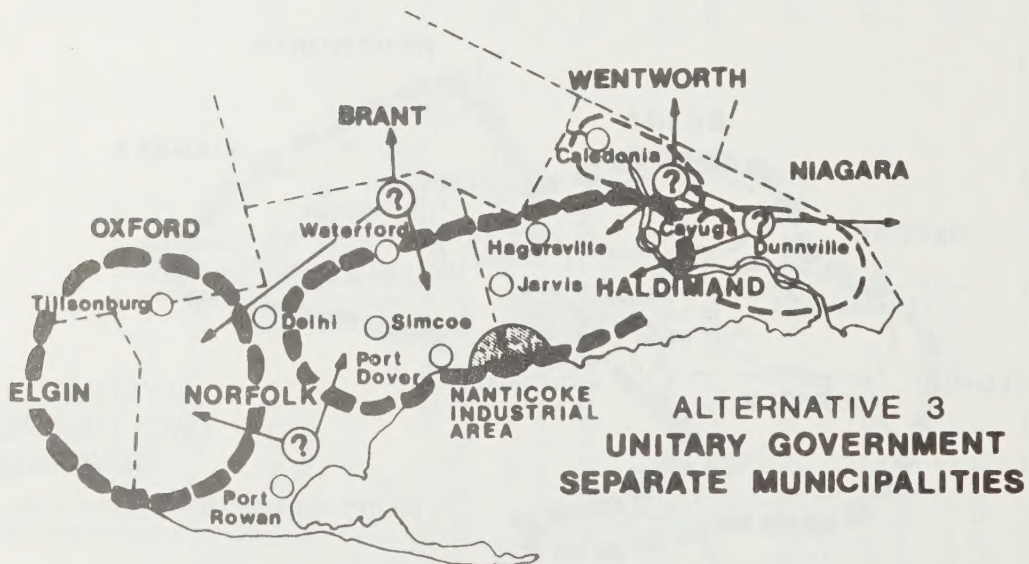 WENTWORTH
BRANT
Caledonia
?
NIAGARA
?
OXFORD
Waterford
Cayuga
?
Hagersville
Dunnville
Tillsonburg
Jarvis
HALDIMAND
Delhi
Simcoe
Port
Dover
ELGIN
NORFOLK
NANTICOKE
INDUSTRIAL
AREA
?
Port
Rowan
ALTERNATIVE 3
UNITARY GOVERNMENT
SEPARATE MUNICIPALITIES